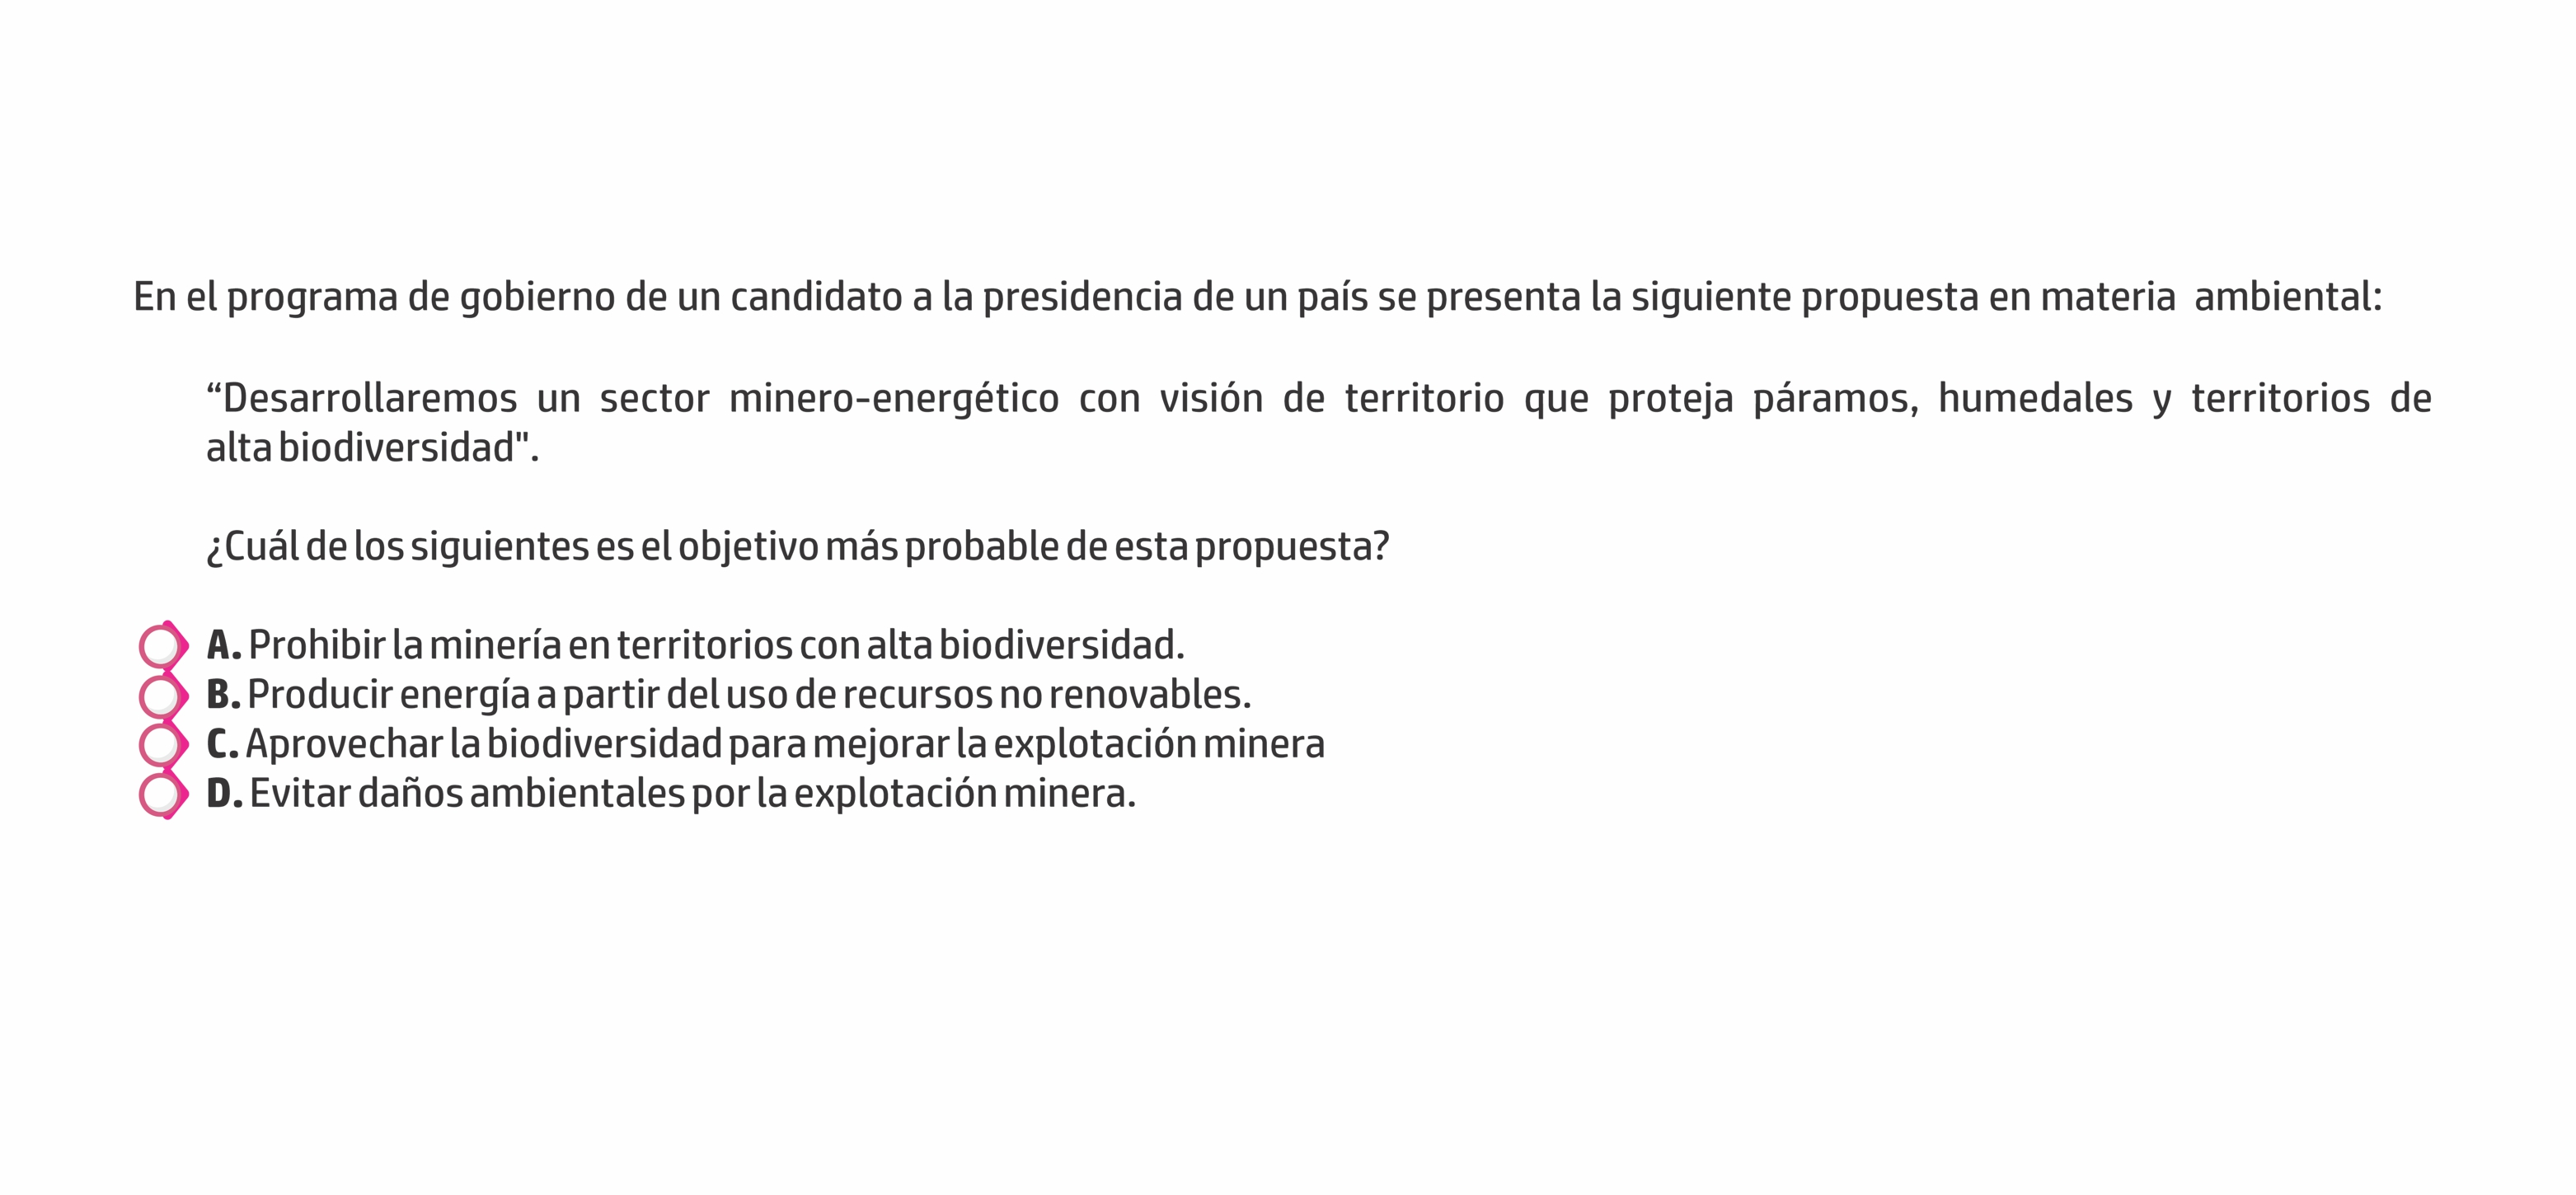 En el programa de gobierno de un candidato a la presidencia de un país se presenta la siguiente propuesta en materia ambiental:
“Desarrollaremos un sector minero-energético con visión de territorio que proteja páramos, humedales y territorios de
alta biodiversidad".
¿Cuál de los siguientes es el objetivo más probable de esta propuesta?
A. Prohibir la minería en territorios con alta biodiversidad.
B. Producir energía a partir del uso de recursos no renovables.
C. Aprovechar la biodiversidad para mejorar la explotación minera
D. Evitar daños ambientales por la explotación minera.